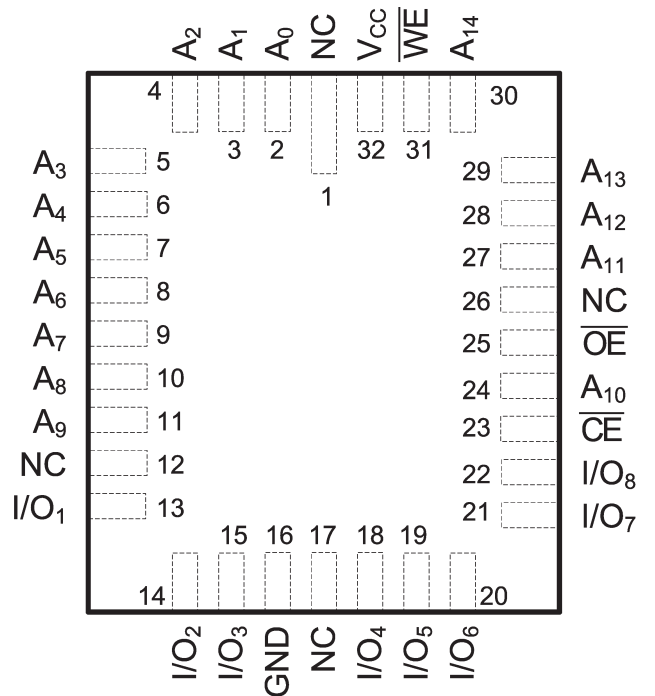 A2 A1 A0 NC VCC W̅E̅ A14
4 30
3 2 32 31
1
A3 5
A4 6
A5 7
A6 8
A7 9
A8 10
A9 11
NC 12
I/O1 13
29 A13
28 A12
27 A11
26 NC
25 O̅E̅
24 A10
23 C̅E̅
22 I/O8
21 I/O7
15 16 17 18 19
14 20
I/O2 I/O3 GND NC I/O4 I/O5 I/O6